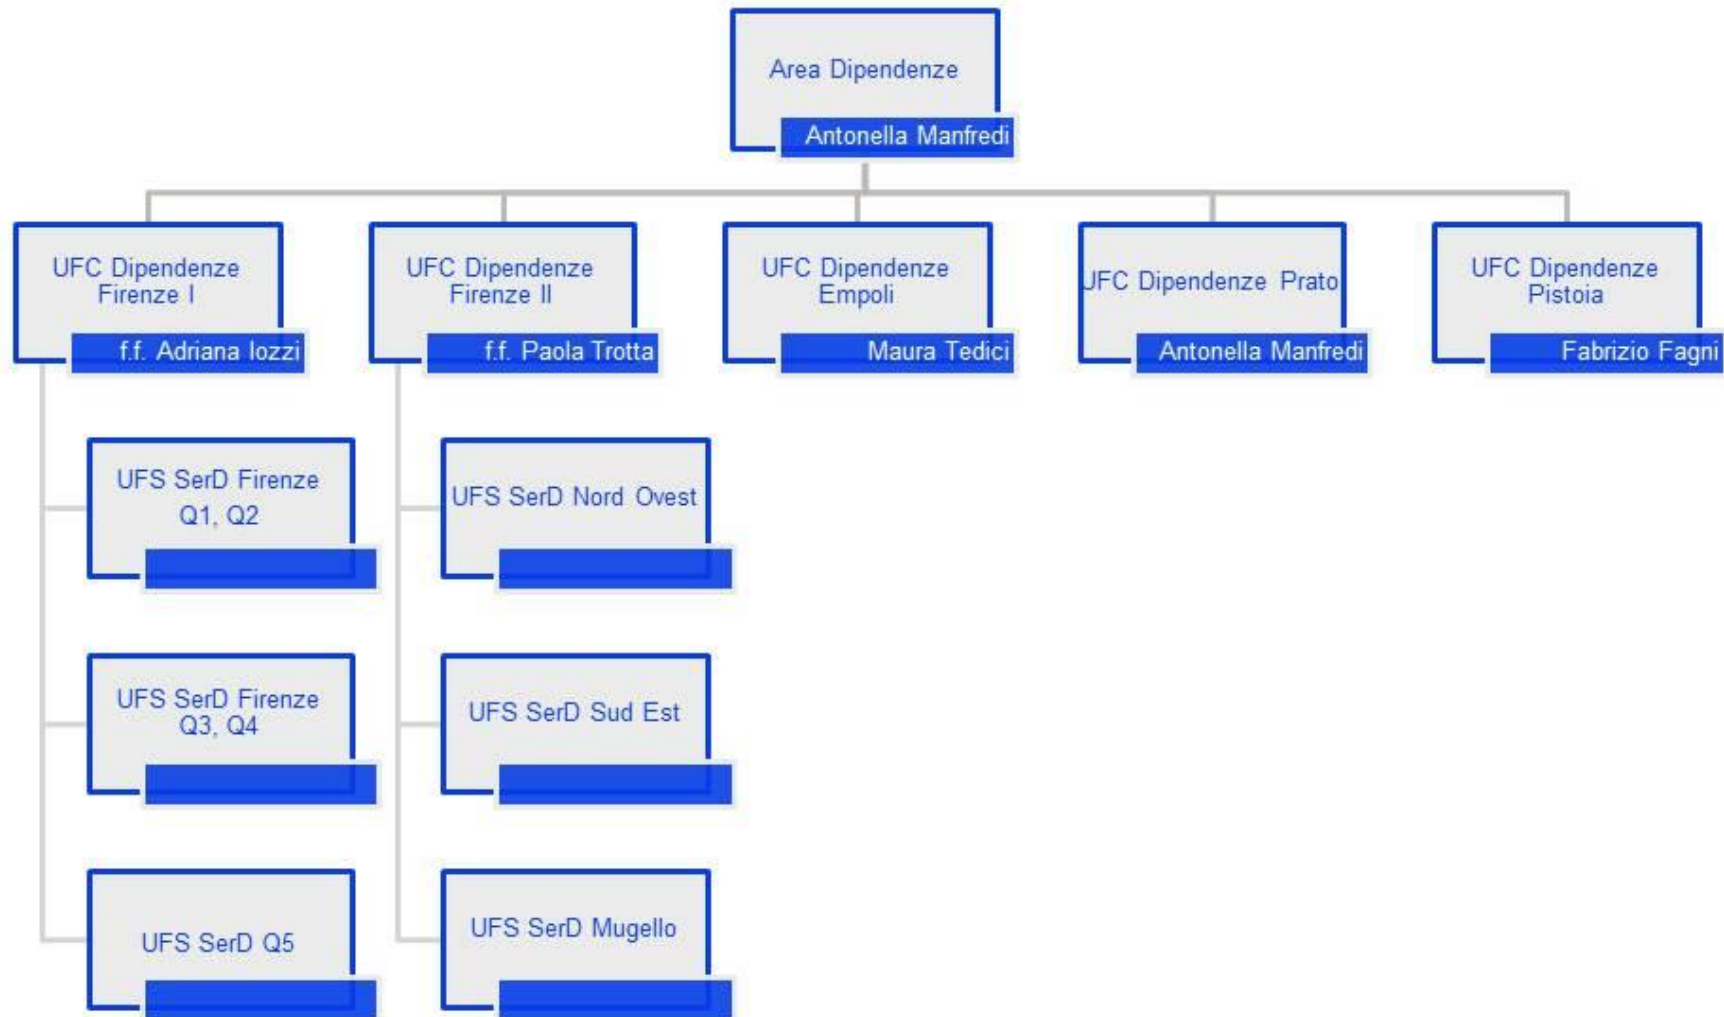 Area Dipendenze
Antonella Manfredi
UFC Dipendenze
Firenze I
f.f. Adriana Iozzi
UFC Dipendenze
Firenze II
f.f. Paola Trotta
UFC Dipendenze
Empoli
Maura Tedici
UFC Dipendenze Prato
Antonella Manfredi
UFC Dipendenze
Pistoia
Fabrizio Fagni
UFS SerD Firenze
Q1, Q2
UFS SerD Nord Ovest
UFS SerD Firenze
Q3, Q4
UFS SerD Sud Est
UFS SerD Q5
UFS SerD Mugello